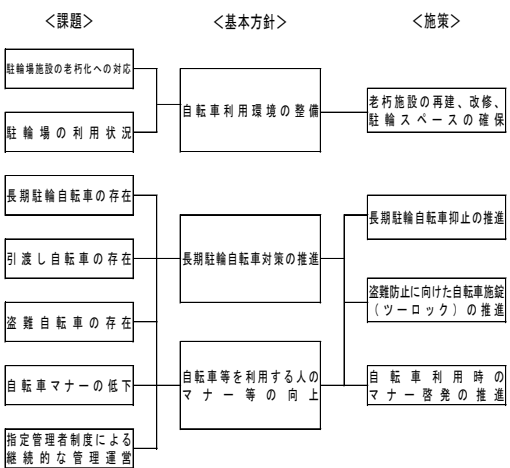 ＜課題＞
＜基本方針＞
＜施策＞
駐輪場施設の老朽化への対応
駐輪場の利用状況
自転車利用環境の整備
老朽施設の再建、改修、
駐輪スペースの確保
長期駐輪自転車の存在
引渡し自転車の存在
盗難自転車の存在
自転車マナーの低下
指定管理者制度による
継続的な管理運営
長期駐輪自転車対策の推進
自転車等を利用する人の
マナー等の向上
長期駐輪自転車抑止の推進
盗難防止に向けた自転車施錠
（ツーロック）の推進
自転車利用時の
マナー啓発の推進